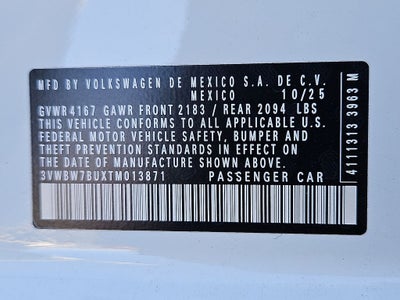 MFD BY VOLKSWAGEN DE MEXICO S.A. DE C.V.
MEXICO 10/25
GVWR 4167 GAWR FRONT 2183 / REAR 2094 LBS
THIS VEHICLE CONFORMS TO ALL APPLICABLE U.S.
FEDERAL MOTOR VEHICLE SAFETY, BUMPER AND
THEFT PREVENTION STANDARDS IN EFFECT ON
THE DATE OF MANUFACTURE SHOWN ABOVE.
3VWBW7BUXTM013871 PASSENGER CAR
4111313 3963 M